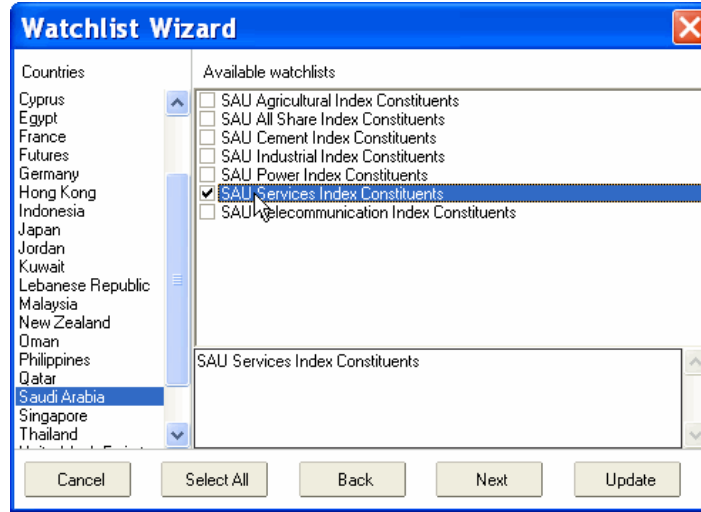 Watchlist Wizard
Countries
Available watchlists
Cyprus
Egypt
France
Futures
Germany
Hong Kong
Indonesia
Japan
Jordan
Kuwait
Lebanese Republic
Malaysia
New Zealand
Oman
Philippines
Qatar
Saudi Arabia
Singapore
Thailand
SAU Agricultural Index Constituents
SAU All Share Index Constituents
SAU Cement Index Constituents
SAU Industrial Index Constituents
SAU Power Index Constituents
SAU Services Index Constituents
SAU Telecommunication Index Constituents
SAU Services Index Constituents
Cancel
Select All
Back
Next
Update